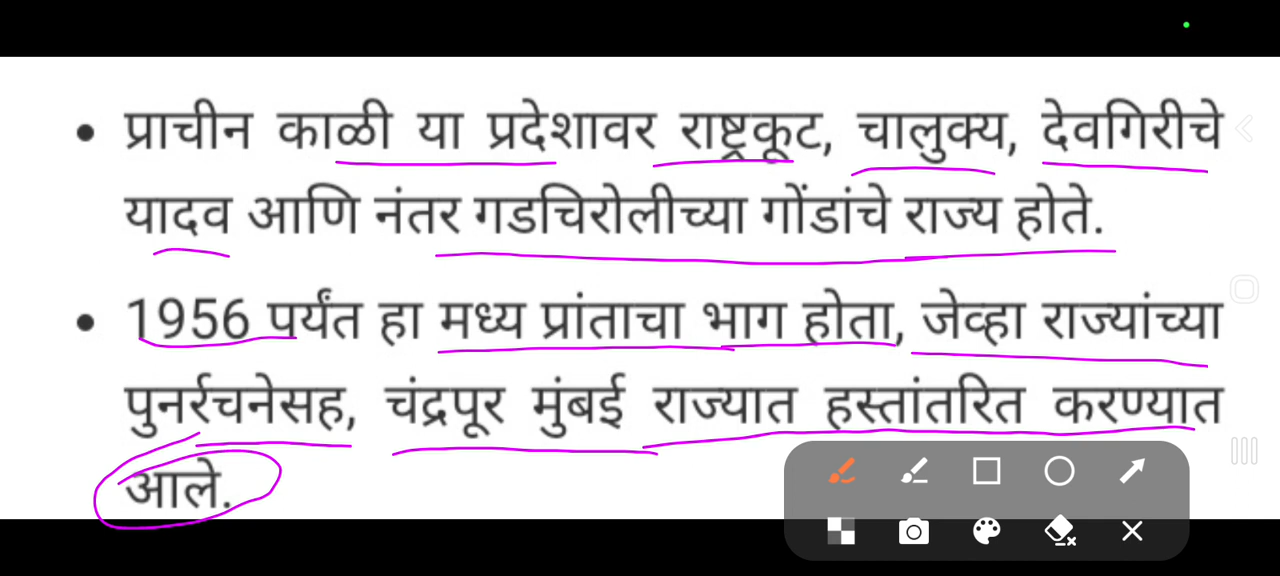 • प्राचीन काळी या प्रदेशावर राष्ट्रकूट, चालुक्य, देवगिरीचे
यादव आणि नंतर गडचिरोलीच्या गोंडांचे राज्य होते.
• 1956 पर्यंत हा मध्य प्रांताचा भाग होता, जेव्हा राज्यांच्या
पुनर्रचनेसह, चंद्रपूर मुंबई राज्यात हस्तांतरित करण्यात
आले.